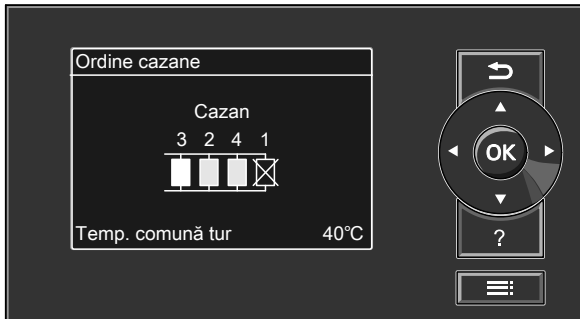 Ordine cazane
Cazan
3 2 4 1
Temp. comună tur 40°C
OK
?